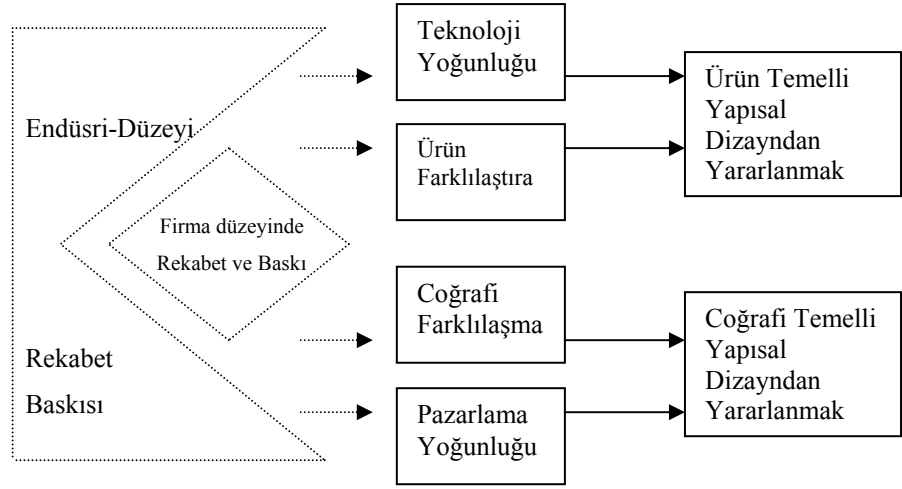 Endüsri-Düzeyi
Firma düzeyinde
Rekabet ve Baskı
Rekabet
Baskısı
Teknoloji
Yoğunluğu
Ürün
Farklılaştıra
Coğrafi
Farklılaşma
Pazarlama
Yoğunluğu
Ürün Temelli
Yapısal
Dizayndan
Yararlanmak
Coğrafi Temelli
Yapısal
Dizayndan
Yararlanmak